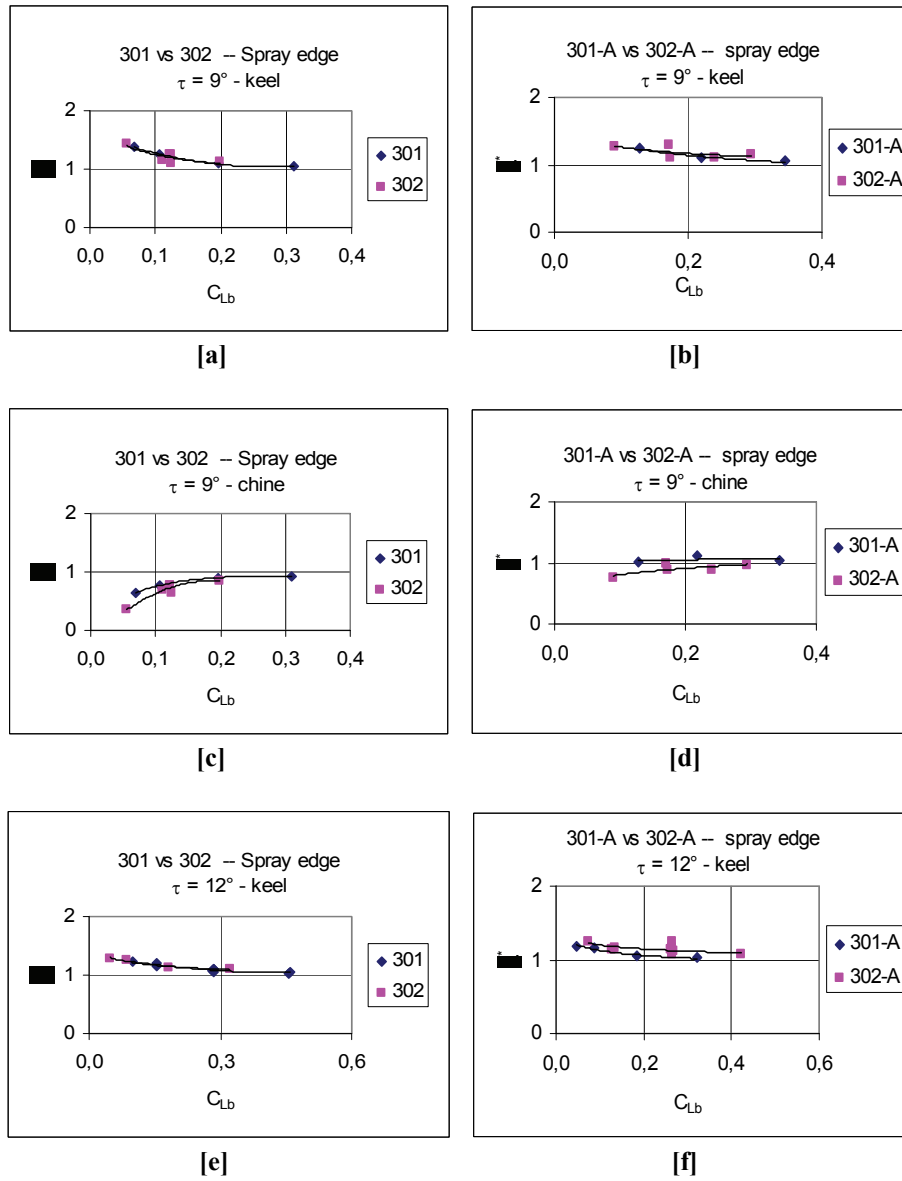 301 vs 302 -- Spray edge
τ = 9° - keel
2
1
0
0,0 0,1 0,2 0,3 0,4
C_Lb
301
302
[a]
301-A vs 302-A -- spray edge
τ = 9° - keel
2
1
0
*
0,0 0,2 0,4
C_Lb
301-A
302-A
[b]
301 vs 302 -- Spray edge
τ = 9° - chine
2
1
0
0,0 0,1 0,2 0,3 0,4
C_Lb
301
302
[c]
301-A vs 302-A -- spray edge
τ = 9° - chine
2
1
0
*
0,0 0,2 0,4
C_Lb
301-A
302-A
[d]
301 vs 302 -- Spray edge
τ = 12° - keel
2
1
0
0,0 0,3 0,6
C_Lb
301
302
[e]
301-A vs 302-A -- spray edge
τ = 12° - keel
2
1
0
*
0,0 0,2 0,4 0,6
C_Lb
301-A
302-A
[f]